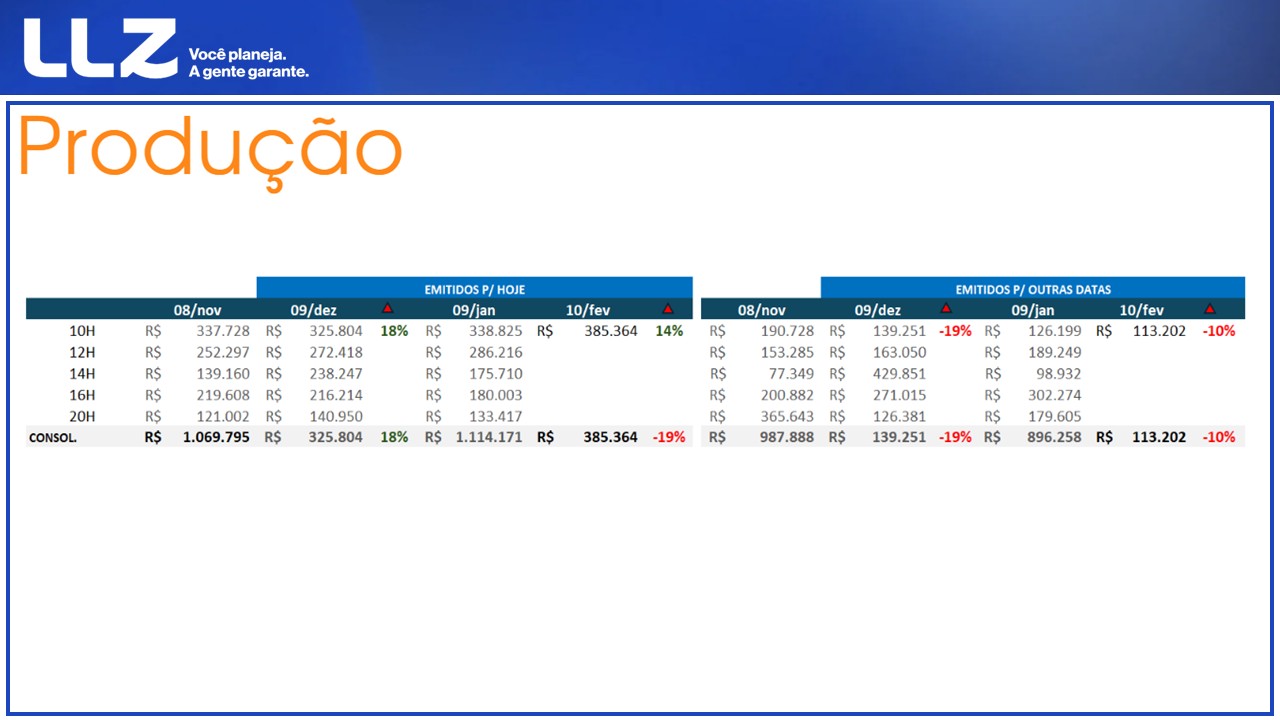 LLZ
Você planeja.
A gente garante.
Produção
EMITIDOS P/ HOJE EMITIDOS P/ OUTRAS DATAS
08/nov 09/dez 09/jan 10/fev 08/nov 09/dez 09/jan 10/fev
10H R$ 337.728 R$ 325.804 18% R$ 338.825 R$ 385.364 14% R$ 190.728 R$ 139.251 -19% R$ 126.199 R$ 113.202 -10%
12H R$ 252.297 R$ 272.418 R$ 286.216 R$ 153.285 R$ 163.050 R$ 189.249
14H R$ 139.160 R$ 238.247 R$ 175.710 R$ 77.349 R$ 429.851 R$ 98.932
16H R$ 219.608 R$ 216.214 R$ 180.003 R$ 200.882 R$ 271.015 R$ 302.274
20H R$ 121.002 R$ 140.950 R$ 133.417 R$ 365.643 R$ 126.381 R$ 179.605
CONSOL. R$ 1.069.795 R$ 325.804 18% R$ 1.114.171 R$ 385.364 -19% R$ 987.888 R$ 139.251 -19% R$ 896.258 R$ 113.202 -10%